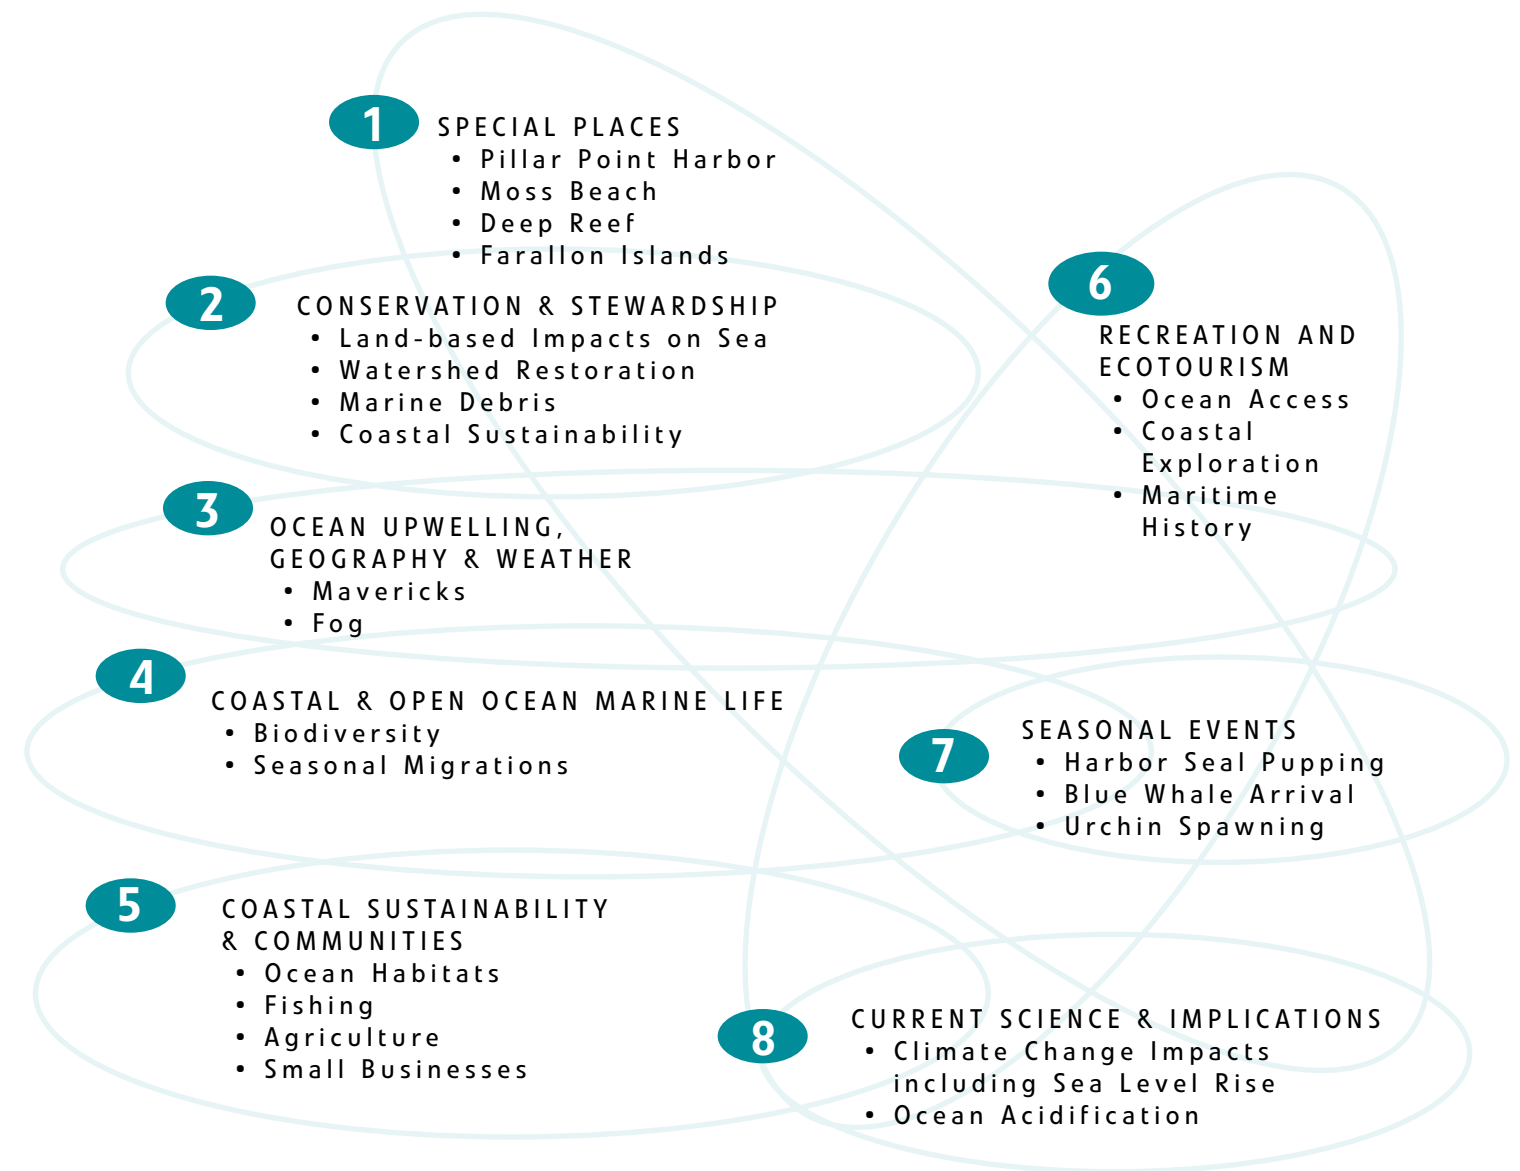 1
SPECIAL PLACES
• Pillar Point Harbor
• Moss Beach
• Deep Reef
• Farallon Islands
2
CONSERVATION & STEWARDSHIP
• Land-based Impacts on Sea
• Watershed Restoration
• Marine Debris
• Coastal Sustainability
3
OCEAN UPWELLING,
GEOGRAPHY & WEATHER
• Mavericks
• Fog
4
COASTAL & OPEN OCEAN MARINE LIFE
• Biodiversity
• Seasonal Migrations
5
COASTAL SUSTAINABILITY
& COMMUNITIES
• Ocean Habitats
• Fishing
• Agriculture
• Small Businesses
6
RECREATION AND
ECOTOURISM
• Ocean Access
• Coastal
Exploration
• Maritime
History
7
SEASONAL EVENTS
• Harbor Seal Pupping
• Blue Whale Arrival
• Urchin Spawning
8
CURRENT SCIENCE & IMPLICATIONS
• Climate Change Impacts
including Sea Level Rise
• Ocean Acidification